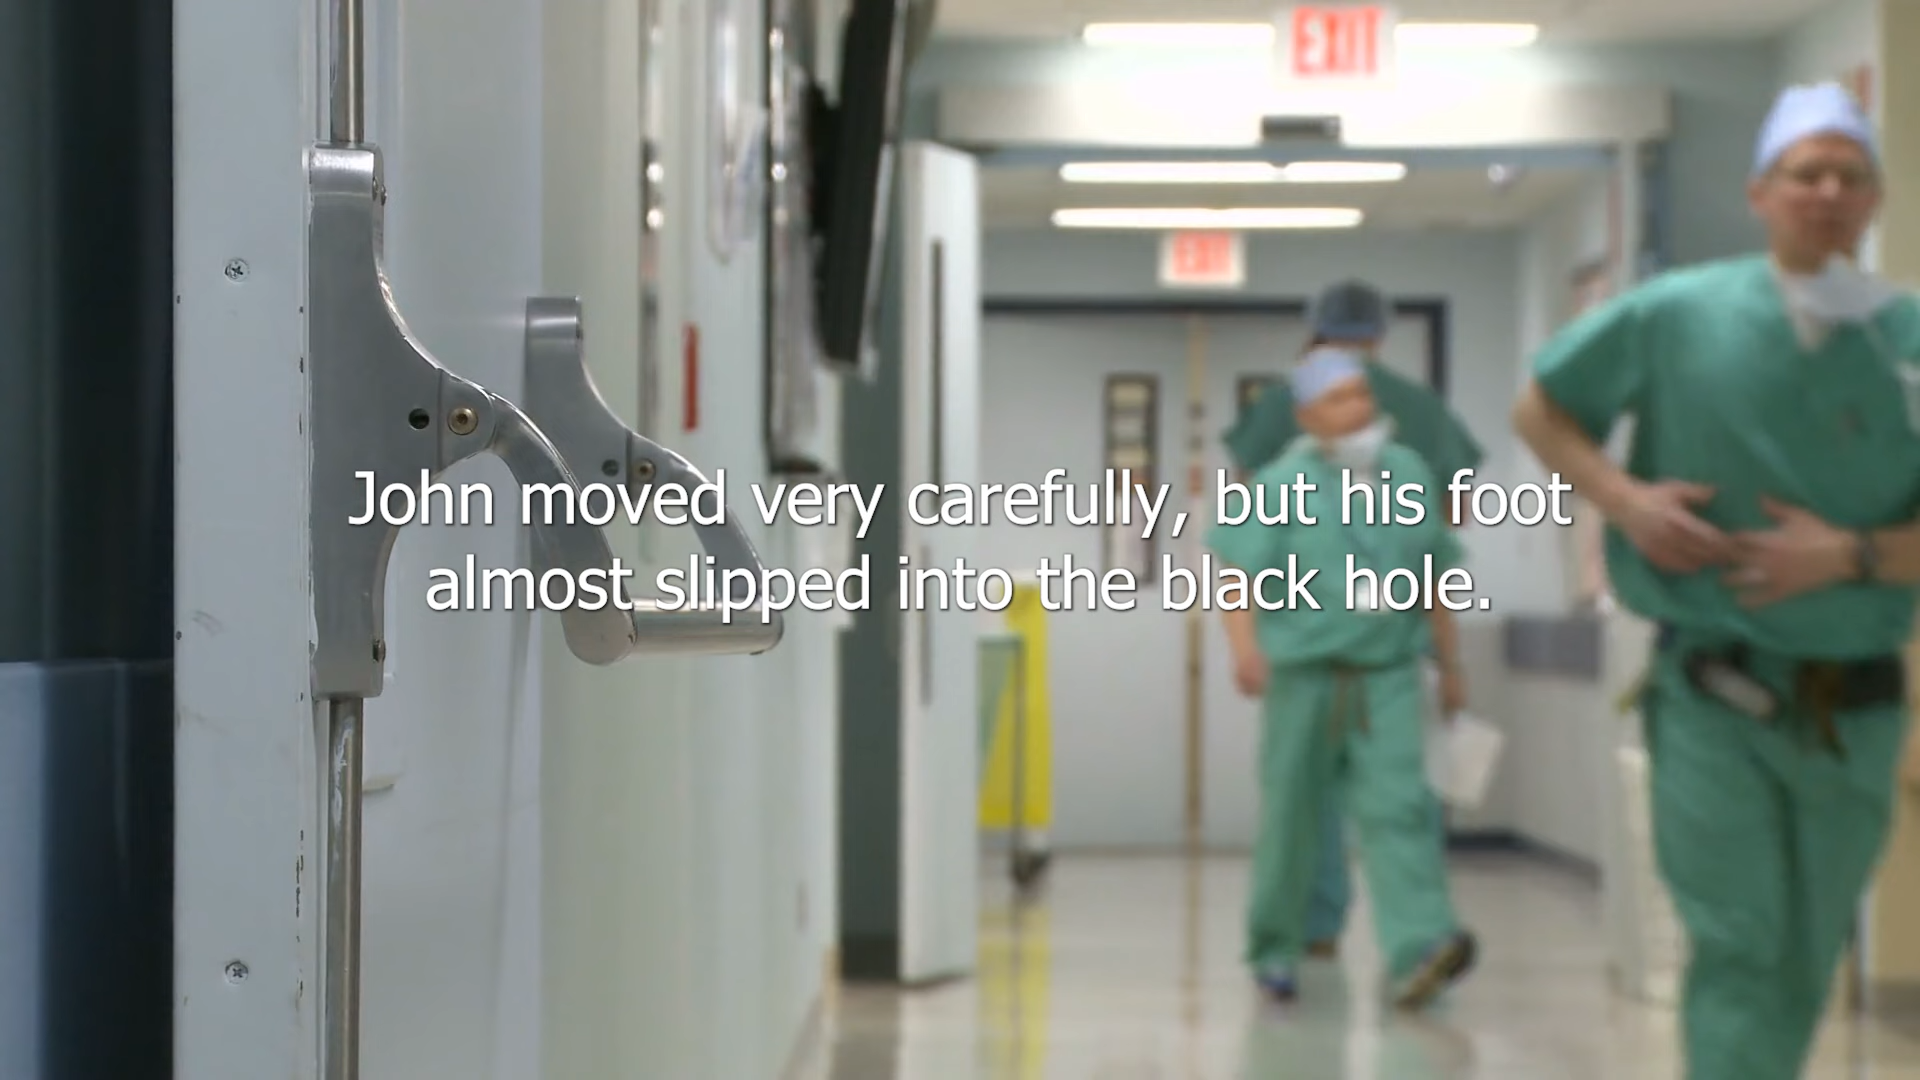 EXIT
EXIT
John moved very carefully, but his foot
almost slipped into the black hole.